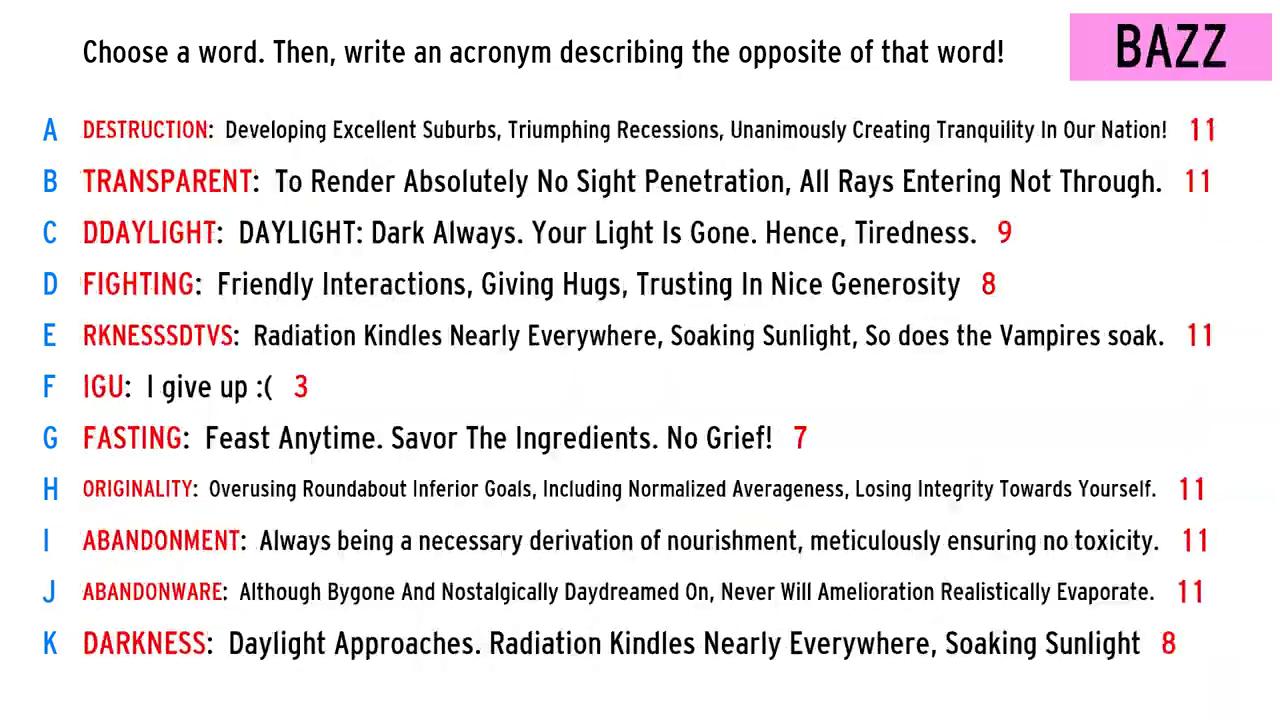 Choose a word. Then, write an acronym describing the opposite of that word! BAZZ
A DESTRUCTION: Developing Excellent Suburbs, Triumphing Recessions, Unanimously Creating Tranquility In Our Nation! 11
B TRANSPARENT: To Render Absolutely No Sight Penetration, All Rays Entering Not Through. 11
C DDAYLIGHT: DAYLIGHT: Dark Always. Your Light Is Gone. Hence, Tiredness. 9
D FIGHTING: Friendly Interactions, Giving Hugs, Trusting In Nice Generosity 8
E RKNESSSDTVS: Radiation Kindles Nearly Everywhere, Soaking Sunlight, So does the Vampires soak. 11
F IGU: I give up :( 3
G FASTING: Feast Anytime. Savor The Ingredients. No Grief! 7
H ORIGINALITY: Overusing Roundabout Inferior Goals, Including Normalized Averageness, Losing Integrity Towards Yourself. 11
I ABANDONMENT: Always being a necessary derivation of nourishment, meticulously ensuring no toxicity. 11
J ABANDONWARE: Although Bygone And Nostalgically Daydreamed On, Never Will Amelioration Realistically Evaporate. 11
K DARKNESS: Daylight Approaches. Radiation Kindles Nearly Everywhere, Soaking Sunlight 8